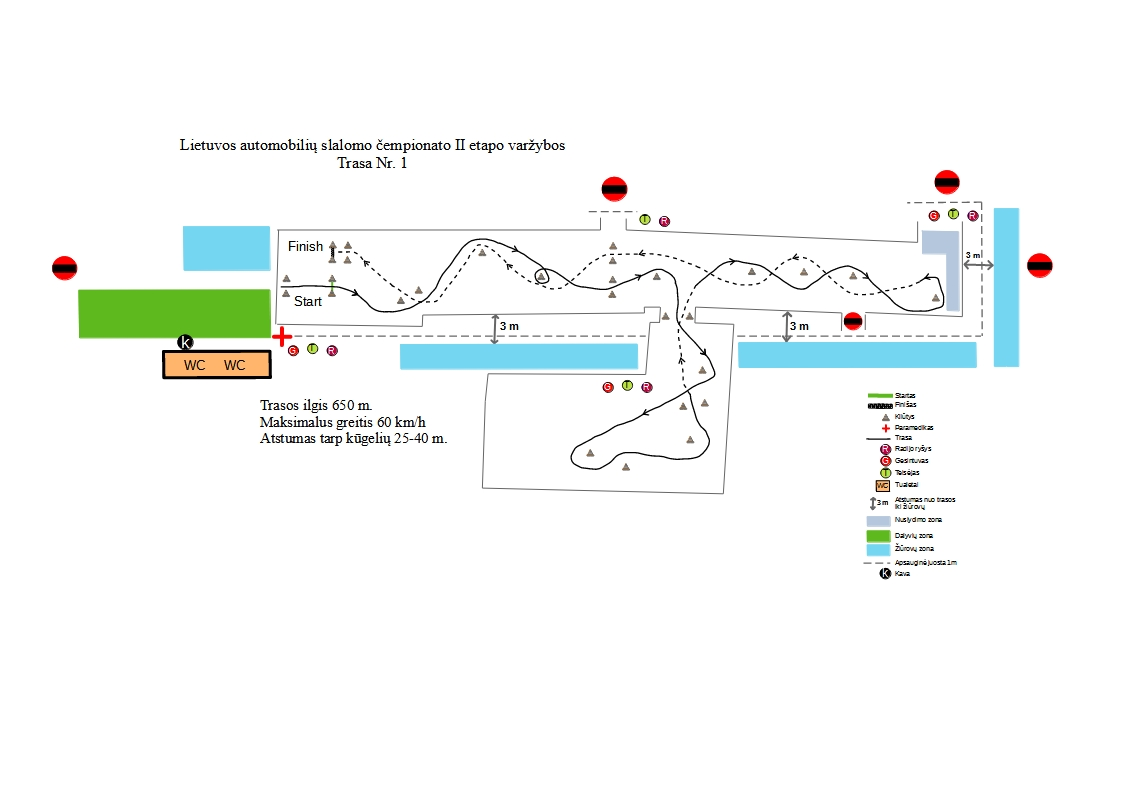 Lietuvos automobilių slalomo čempionato II etapo varžybos
Trasa Nr. 1
T R
G T R
Finish
3 m
Start
3 m
3 m
K
G T R
WC WC
G T R
Trasos ilgis 650 m.
Maksimalus greitis 60 km/h
Atstumas tarp kūgelių 25-40 m.
Startas
Finišas
Kliūtys
Paramedikas
Trasa
R Radijo ryšys
G Gesintuvas
T Teisėjas
WC Tualetai
3 m Atstumas nuo trasos
iki žiūrovų
Nuslydimo zona
Dalyvių zona
Žiūrovų zona
Apsauginė juosta 1m
K Kava